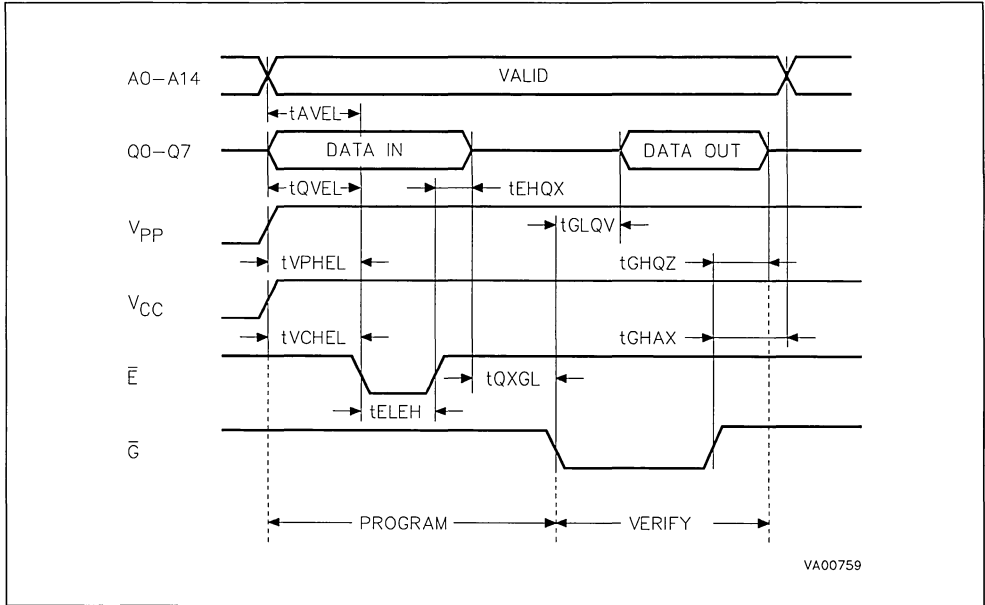 A0-A14
VALID
tAVEL
Q0-Q7
DATA IN
DATA OUT
tQVEL
tEHQX
VPP
tGLQV
tVPHEL
tGHQZ
VCC
tVCHEL
tGHAX
E̅
tQXGL
tELEH
G̅
PROGRAM
VERIFY
VA00759